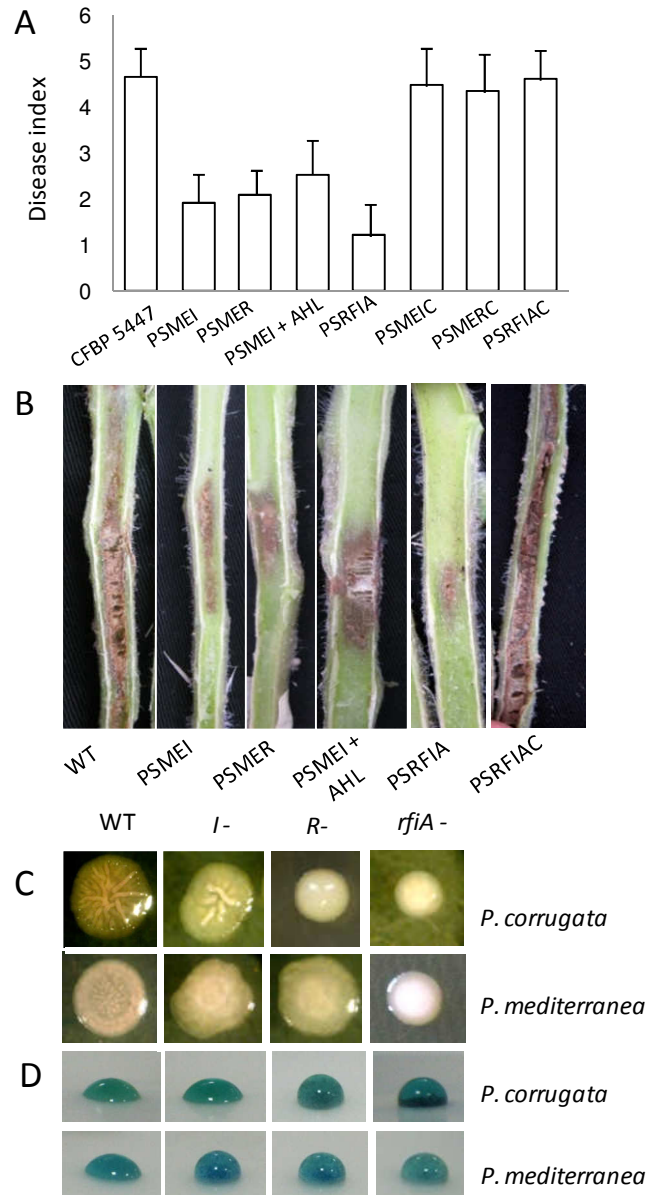 A
6
5
4
3
2
1
0
Disease index
CFBP 5447
PSMEI
PSMER
PSMEI + AHL
PSRFIA
PSMEIC
PSMERC
PSRFIAC
B
WT
PSMEI
PSMER
PSMEI +
AHL
PSRFIA
PSRFIAC
WT I - R- rfiA -
C
P. corrugata
P. mediterranea
D
P. corrugata
P. mediterranea